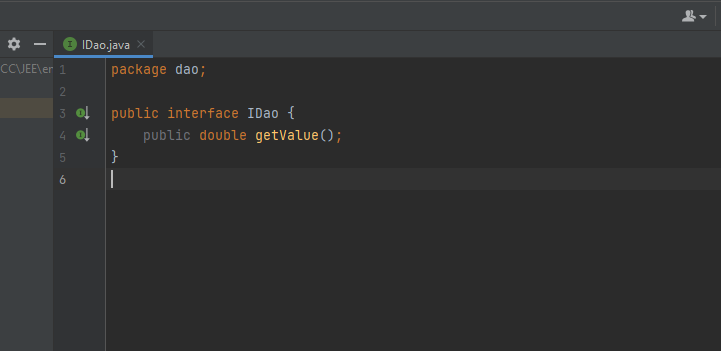 IDao.java
CC\JEE\er
1 package dao;
2
3 public interface IDao {
4 public double getValue();
5 }
6